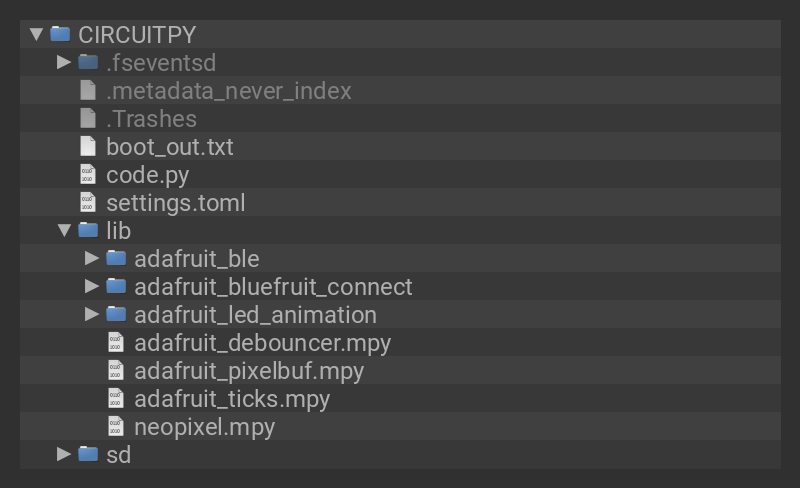 CIRCUITPY
.fseventsd
.metadata_never_index
.Trashes
boot_out.txt
code.py
settings.toml
lib
adafruit_ble
adafruit_bluefruit_connect
adafruit_led_animation
adafruit_debouncer.mpy
adafruit_pixelbuf.mpy
adafruit_ticks.mpy
neopixel.mpy
sd